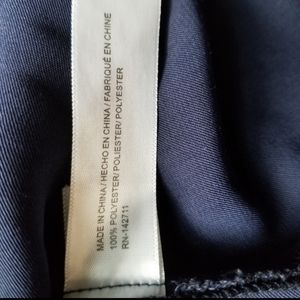 MADE IN CHINA / HECHO EN CHINA / FABRIQUÉ EN CHINE
100% POLYESTER/ POLIESTER/ POLYESTER
RN-142711